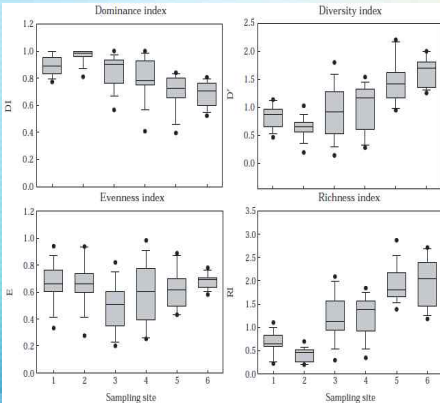 Dominance index
1.2
1.0
0.8
0.6
0.4
0.2
0.0
DI
Diversity index
2.5
2.0
1.5
1.0
0.5
0.0
D'
Evenness index
1.2
1.0
0.8
0.6
0.4
0.2
0.0
E
1 2 3 4 5 6
Sampling site
Richness index
3.5
3.0
2.5
2.0
1.5
1.0
0.5
0.0
RI
1 2 3 4 5 6
Sampling site